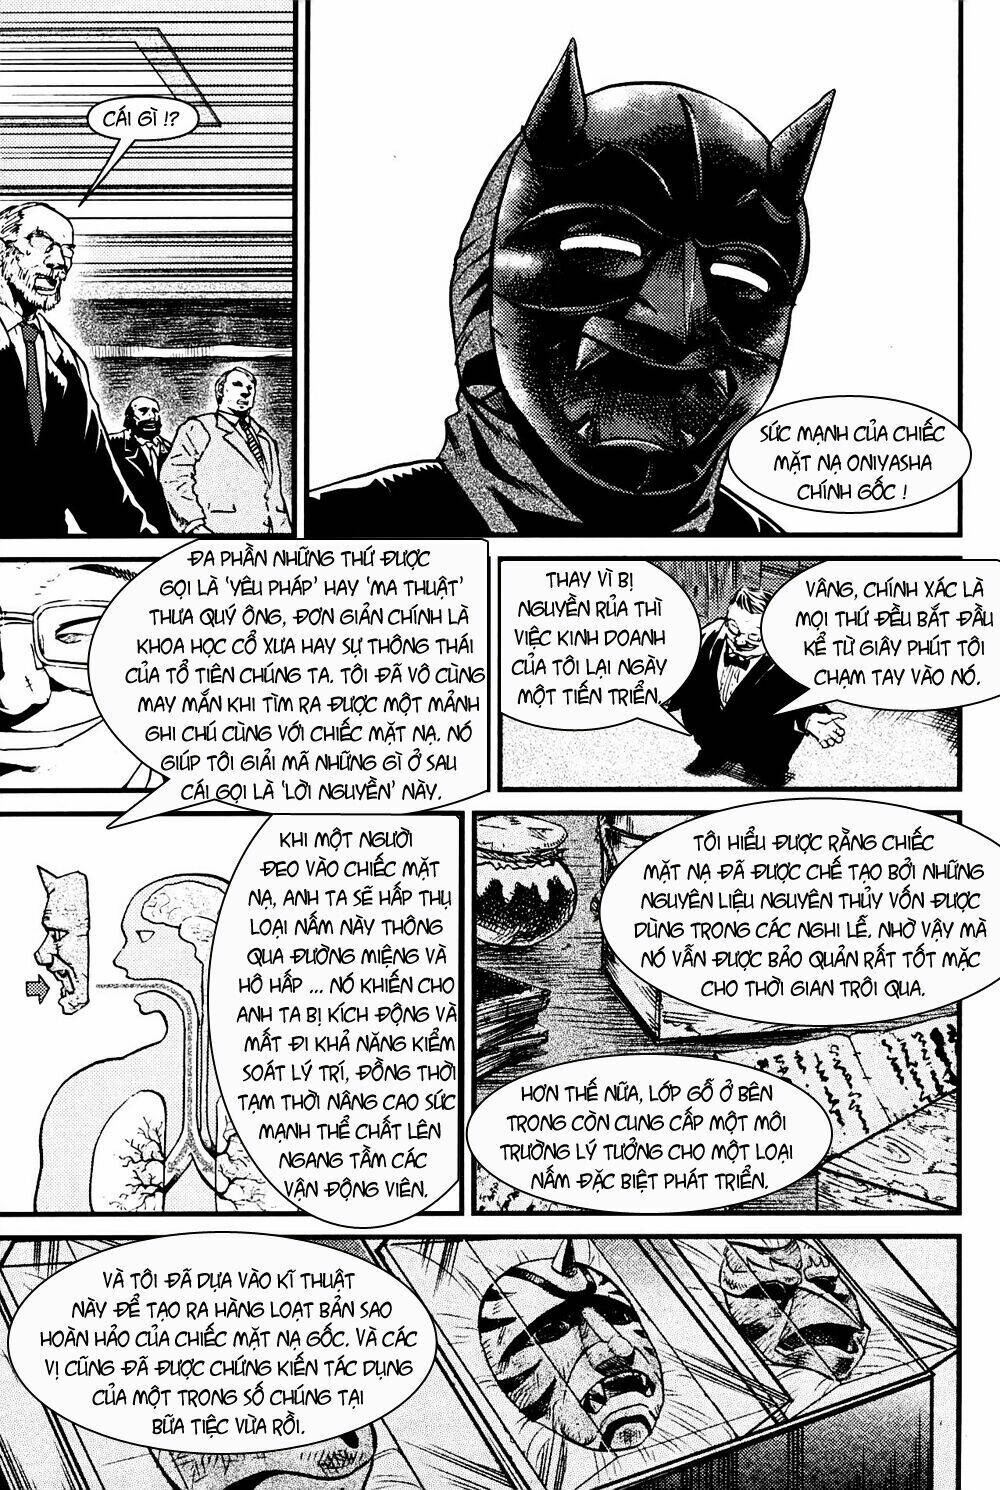 SỨC MẠNH CỦA CHIẾC
MẶT NẠ ONIYASHA
CHÍNH GỐC !
CÁI GÌ !?
VÂNG, CHÍNH XÁC LÀ
MỌI THỨ ĐỀU BẮT ĐẦU
KỂ TỪ GIÂY PHÚT TÔI
CHẠM TAY VÀO NÓ.
THAY VÌ BỊ
NGUYỀN RỦA THÌ
VIỆC KINH DOANH
CỦA TÔI LẠI NGÀY
MỘT TIẾN TRIỂN.
ĐA PHẦN NHỮNG THỨ ĐƯỢC
GỌI LÀ 'YÊU PHÁP' HAY 'MA THUẬT'
THƯA QUÝ ÔNG, ĐƠN GIẢN CHÍNH LÀ
KHOA HỌC CỔ XƯA HAY SỰ THÔNG THÁI
CỦA TỔ TIÊN CHÚNG TA. TÔI ĐÃ VÔ CÙNG
MAY MẮN KHI TÌM RA ĐƯỢC MỘT MẢNH
GHI CHÚ CÙNG VỚI CHIẾC MẶT NẠ. NÓ
GIÚP TÔI GIẢI MÃ NHỮNG GÌ Ở SAU
CÁI GỌI LÀ 'LỜI NGUYỀN' NÀY.
TÔI HIỂU ĐƯỢC RẰNG CHIẾC
MẶT NẠ ĐÃ ĐƯỢC CHẾ TẠO BỞI NHỮNG
NGUYÊN LIỆU NGUYÊN THỦY VỐN ĐƯỢC
DÙNG TRONG CÁC NGHI LỄ. NHỜ VẬY MÀ
NÓ VẪN ĐƯỢC BẢO QUẢN RẤT TỐT MẶC
CHO THỜI GIAN TRÔI QUA.
HƠN THẾ NỮA, LỚP GỖ Ở BÊN
TRONG CÒN CUNG CẤP MỘT MÔI
TRƯỜNG LÝ TƯỞNG CHO MỘT LOẠI
NẤM ĐẶC BIỆT PHÁT TRIỂN.
KHI MỘT NGƯỜI
ĐEO VÀO CHIẾC MẶT
NẠ, ANH TA SẼ HẤP THỤ
LOẠI NẤM NÀY THÔNG
QUA ĐƯỜNG MIỆNG VÀ
HÔ HẤP ... NÓ KHIẾN CHO
ANH TA BỊ KÍCH ĐỘNG VÀ
MẤT ĐI KHẢ NĂNG KIỂM
SOÁT LÝ TRÍ, ĐỒNG THỜI
TẠM THỜI NÂNG CAO SỨC
MẠNH THỂ CHẤT LÊN
NGANG TẦM CÁC
VẬN ĐỘNG VIÊN.
VÀ TÔI ĐÃ DỰA VÀO KĨ THUẬT
NÀY ĐỂ TẠO RA HÀNG LOẠT BẢN SAO
HOÀN HẢO CỦA CHIẾC MẶT NẠ GỐC. VÀ CÁC
VỊ CŨNG ĐÃ ĐƯỢC CHỨNG KIẾN TÁC DỤNG
CỦA MỘT TRONG SỐ CHÚNG TẠI
BỮA TIỆC VỪA RỒI.